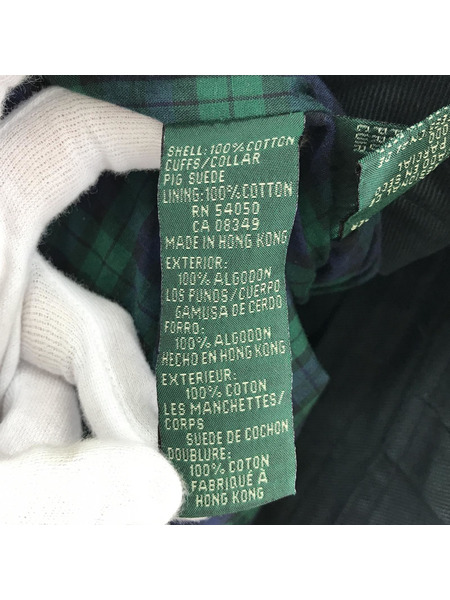 SHELL: 100% COTTON
CUFFS/COLLAR
PIG SUEDE
LINING: 100% COTTON
RN 54050
CA 08349
MADE IN HONG KONG
EXTERIOR:
100% ALGODON
LOS PUNOS/CUERPO
GAMUSA DE CERDO
FORRO:
100% ALGODON
HECHO EN HONG KONG
EXTERIEUR:
100% COTON
LES MANCHETTES/
CORPS
SUEDE DE COCHON
DOUBLURE:
100% COTON
FABRIQUÉ À
HONG KONG